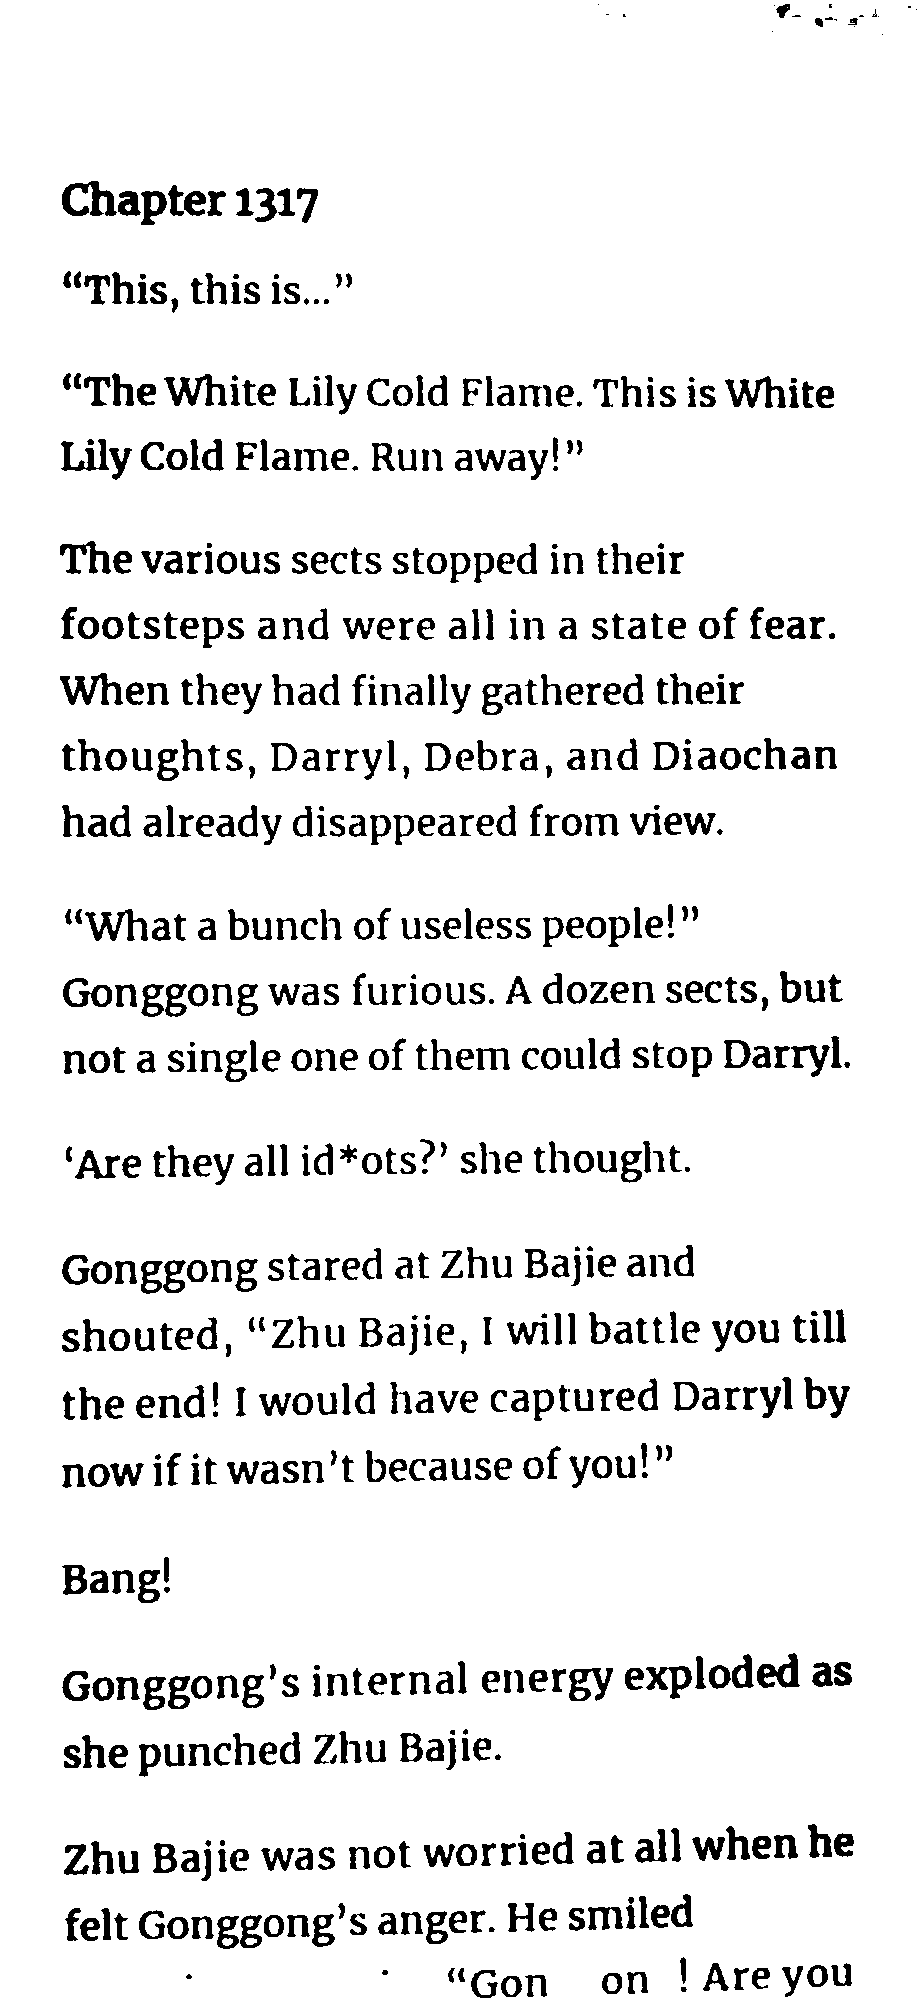 Chapter 1317
“This, this is...”
“The White Lily Cold Flame. This is White
Lily Cold Flame. Run away!”
The various sects stopped in their
footsteps and were all in a state of fear.
When they had finally gathered their
thoughts, Darryl, Debra, and Diaochan
had already disappeared from view.
“What a bunch of useless people!”
Gonggong was furious. A dozen sects, but
not a single one of them could stop Darryl.
‘Are they all id*ots?’ she thought.
Gonggong stared at Zhu Bajie and
shouted, “Zhu Bajie, I will battle you till
the end! I would have captured Darryl by
now if it wasn’t because of you!”
Bang!
Gonggong’s internal energy exploded as
she punched Zhu Bajie.
Zhu Bajie was not worried at all when he
felt Gonggong’s anger. He smiled
! Are you